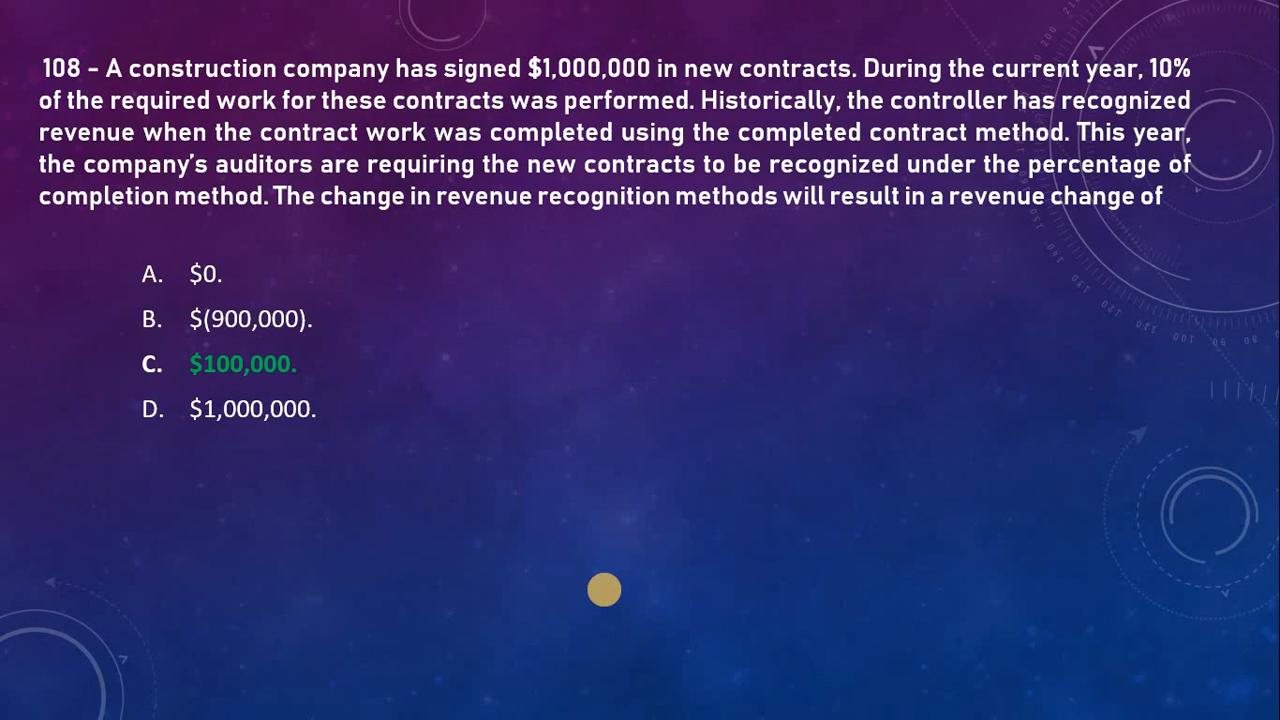 108 - A construction company has signed $1,000,000 in new contracts. During the current year, 10%
of the required work for these contracts was performed. Historically, the controller has recognized
revenue when the contract work was completed using the completed contract method. This year,
the company's auditors are requiring the new contracts to be recognized under the percentage of
completion method. The change in revenue recognition methods will result in a revenue change of
A. $0.
B. $(900,000).
C. $100,000.
D. $1,000,000.